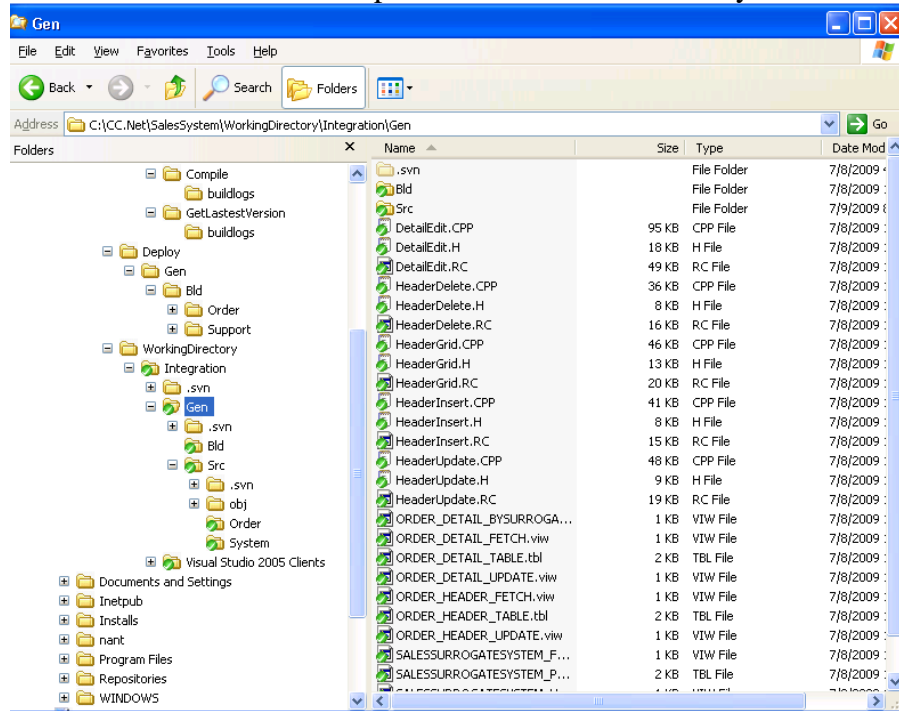 Gen
File Edit View Favorites Tools Help
Back Search Folders
Address C:\CC.Net\SalesSystem\WorkingDirectory\Integration\Gen Go
Folders X Name Size Type Date Mod
Compile
buildlogs
GetLastestVersion
buildlogs
Deploy
Gen
Bld
Order
Support
WorkingDirectory
Integration
.svn
Gen
.svn
Bld
Src
.svn
obj
Order
System
Visual Studio 2005 Clients
Documents and Settings
Inetpub
Installs
nant
Program Files
Repositories
WINDOWS
.svn File Folder 7/8/2009
Bld File Folder 7/8/2009
Src File Folder 7/9/2009
DetailEdit.CPP 95 KB CPP File 7/8/2009
DetailEdit.H 18 KB H File 7/8/2009
DetailEdit.RC 49 KB RC File 7/8/2009
HeaderDelete.CPP 36 KB CPP File 7/8/2009
HeaderDelete.H 8 KB H File 7/8/2009
HeaderDelete.RC 16 KB RC File 7/8/2009
HeaderGrid.CPP 46 KB CPP File 7/8/2009
HeaderGrid.H 13 KB H File 7/8/2009
HeaderGrid.RC 20 KB RC File 7/8/2009
HeaderInsert.CPP 41 KB CPP File 7/8/2009
HeaderInsert.H 8 KB H File 7/8/2009
HeaderInsert.RC 15 KB RC File 7/8/2009
HeaderUpdate.CPP 48 KB CPP File 7/8/2009
HeaderUpdate.H 9 KB H File 7/8/2009
HeaderUpdate.RC 19 KB RC File 7/8/2009
ORDER_DETAIL_BYSURROGA... 1 KB VIW File 7/8/2009
ORDER_DETAIL_FETCH.viw 1 KB VIW File 7/8/2009
ORDER_DETAIL_TABLE.tbl 2 KB TBL File 7/8/2009
ORDER_DETAIL_UPDATE.viw 1 KB VIW File 7/8/2009
ORDER_HEADER_FETCH.viw 1 KB VIW File 7/8/2009
ORDER_HEADER_TABLE.tbl 2 KB TBL File 7/8/2009
ORDER_HEADER_UPDATE.viw 1 KB VIW File 7/8/2009
SALESSURROGATESYSTEM_F... 1 KB VIW File 7/8/2009
SALESSURROGATESYSTEM_P... 2 KB TBL File 7/8/2009